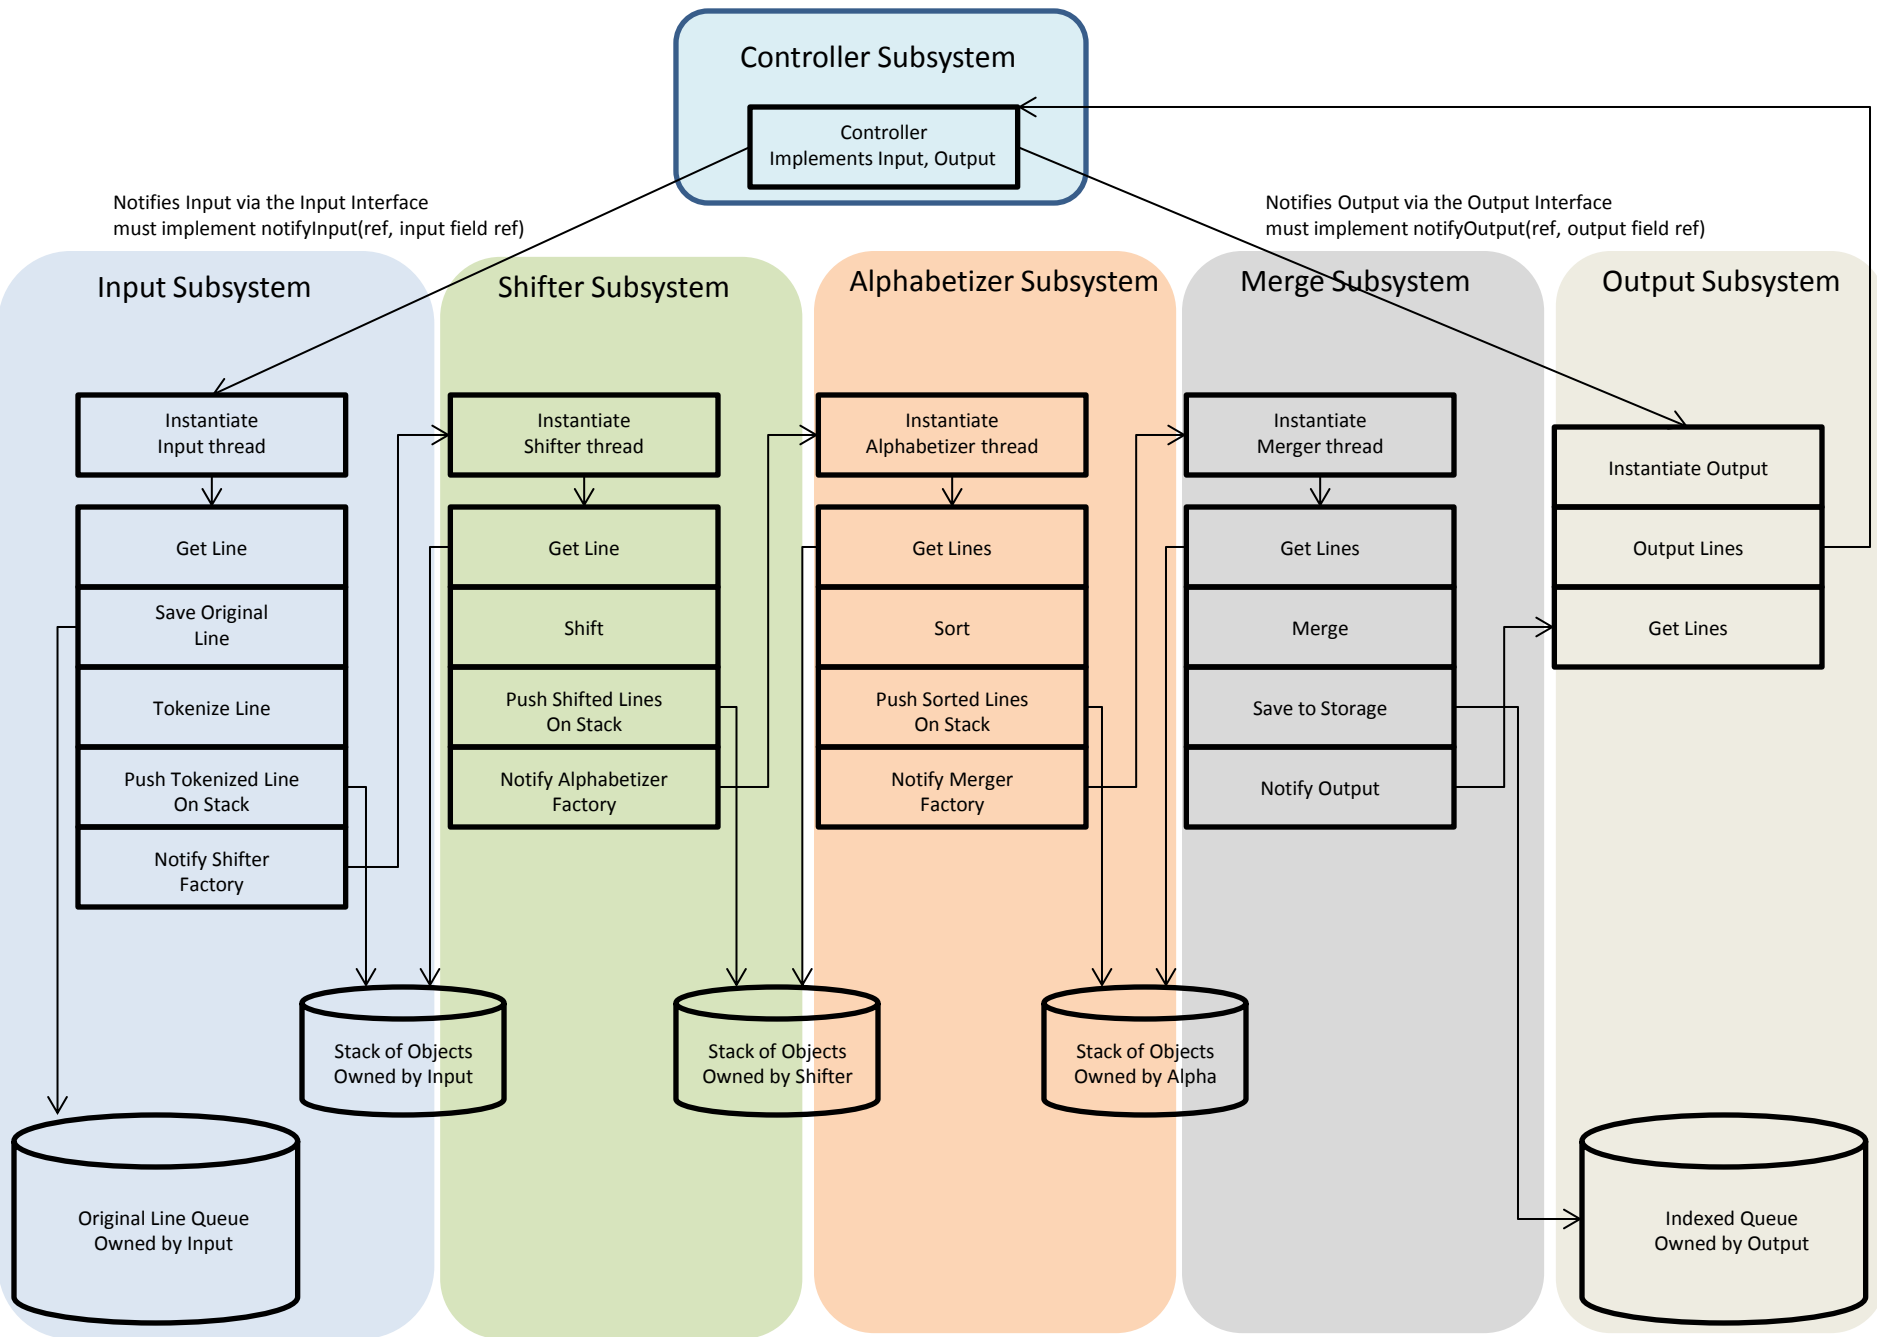 Controller Subsystem
Controller
Implements Input, Output
Notifies Input via the Input Interface
must implement notifyInput(ref, input field ref)
Notifies Output via the Output Interface
must implement notifyOutput(ref, output field ref)
Input Subsystem
Instantiate
Input thread
Get Line
Save Original
Line
Tokenize Line
Push Tokenized Line
On Stack
Notify Shifter
Factory
Stack of Objects
Owned by Input
Original Line Queue
Owned by Input
Shifter Subsystem
Instantiate
Shifter thread
Get Line
Shift
Push Shifted Lines
On Stack
Notify Alphabetizer
Factory
Stack of Objects
Owned by Shifter
Alphabetizer Subsystem
Instantiate
Alphabetizer thread
Get Lines
Sort
Push Sorted Lines
On Stack
Notify Merger
Factory
Stack of Objects
Owned by Alpha
Merge Subsystem
Instantiate
Merger thread
Get Lines
Merge
Save to Storage
Notify Output
Output Subsystem
Instantiate Output
Output Lines
Get Lines
Indexed Queue
Owned by Output